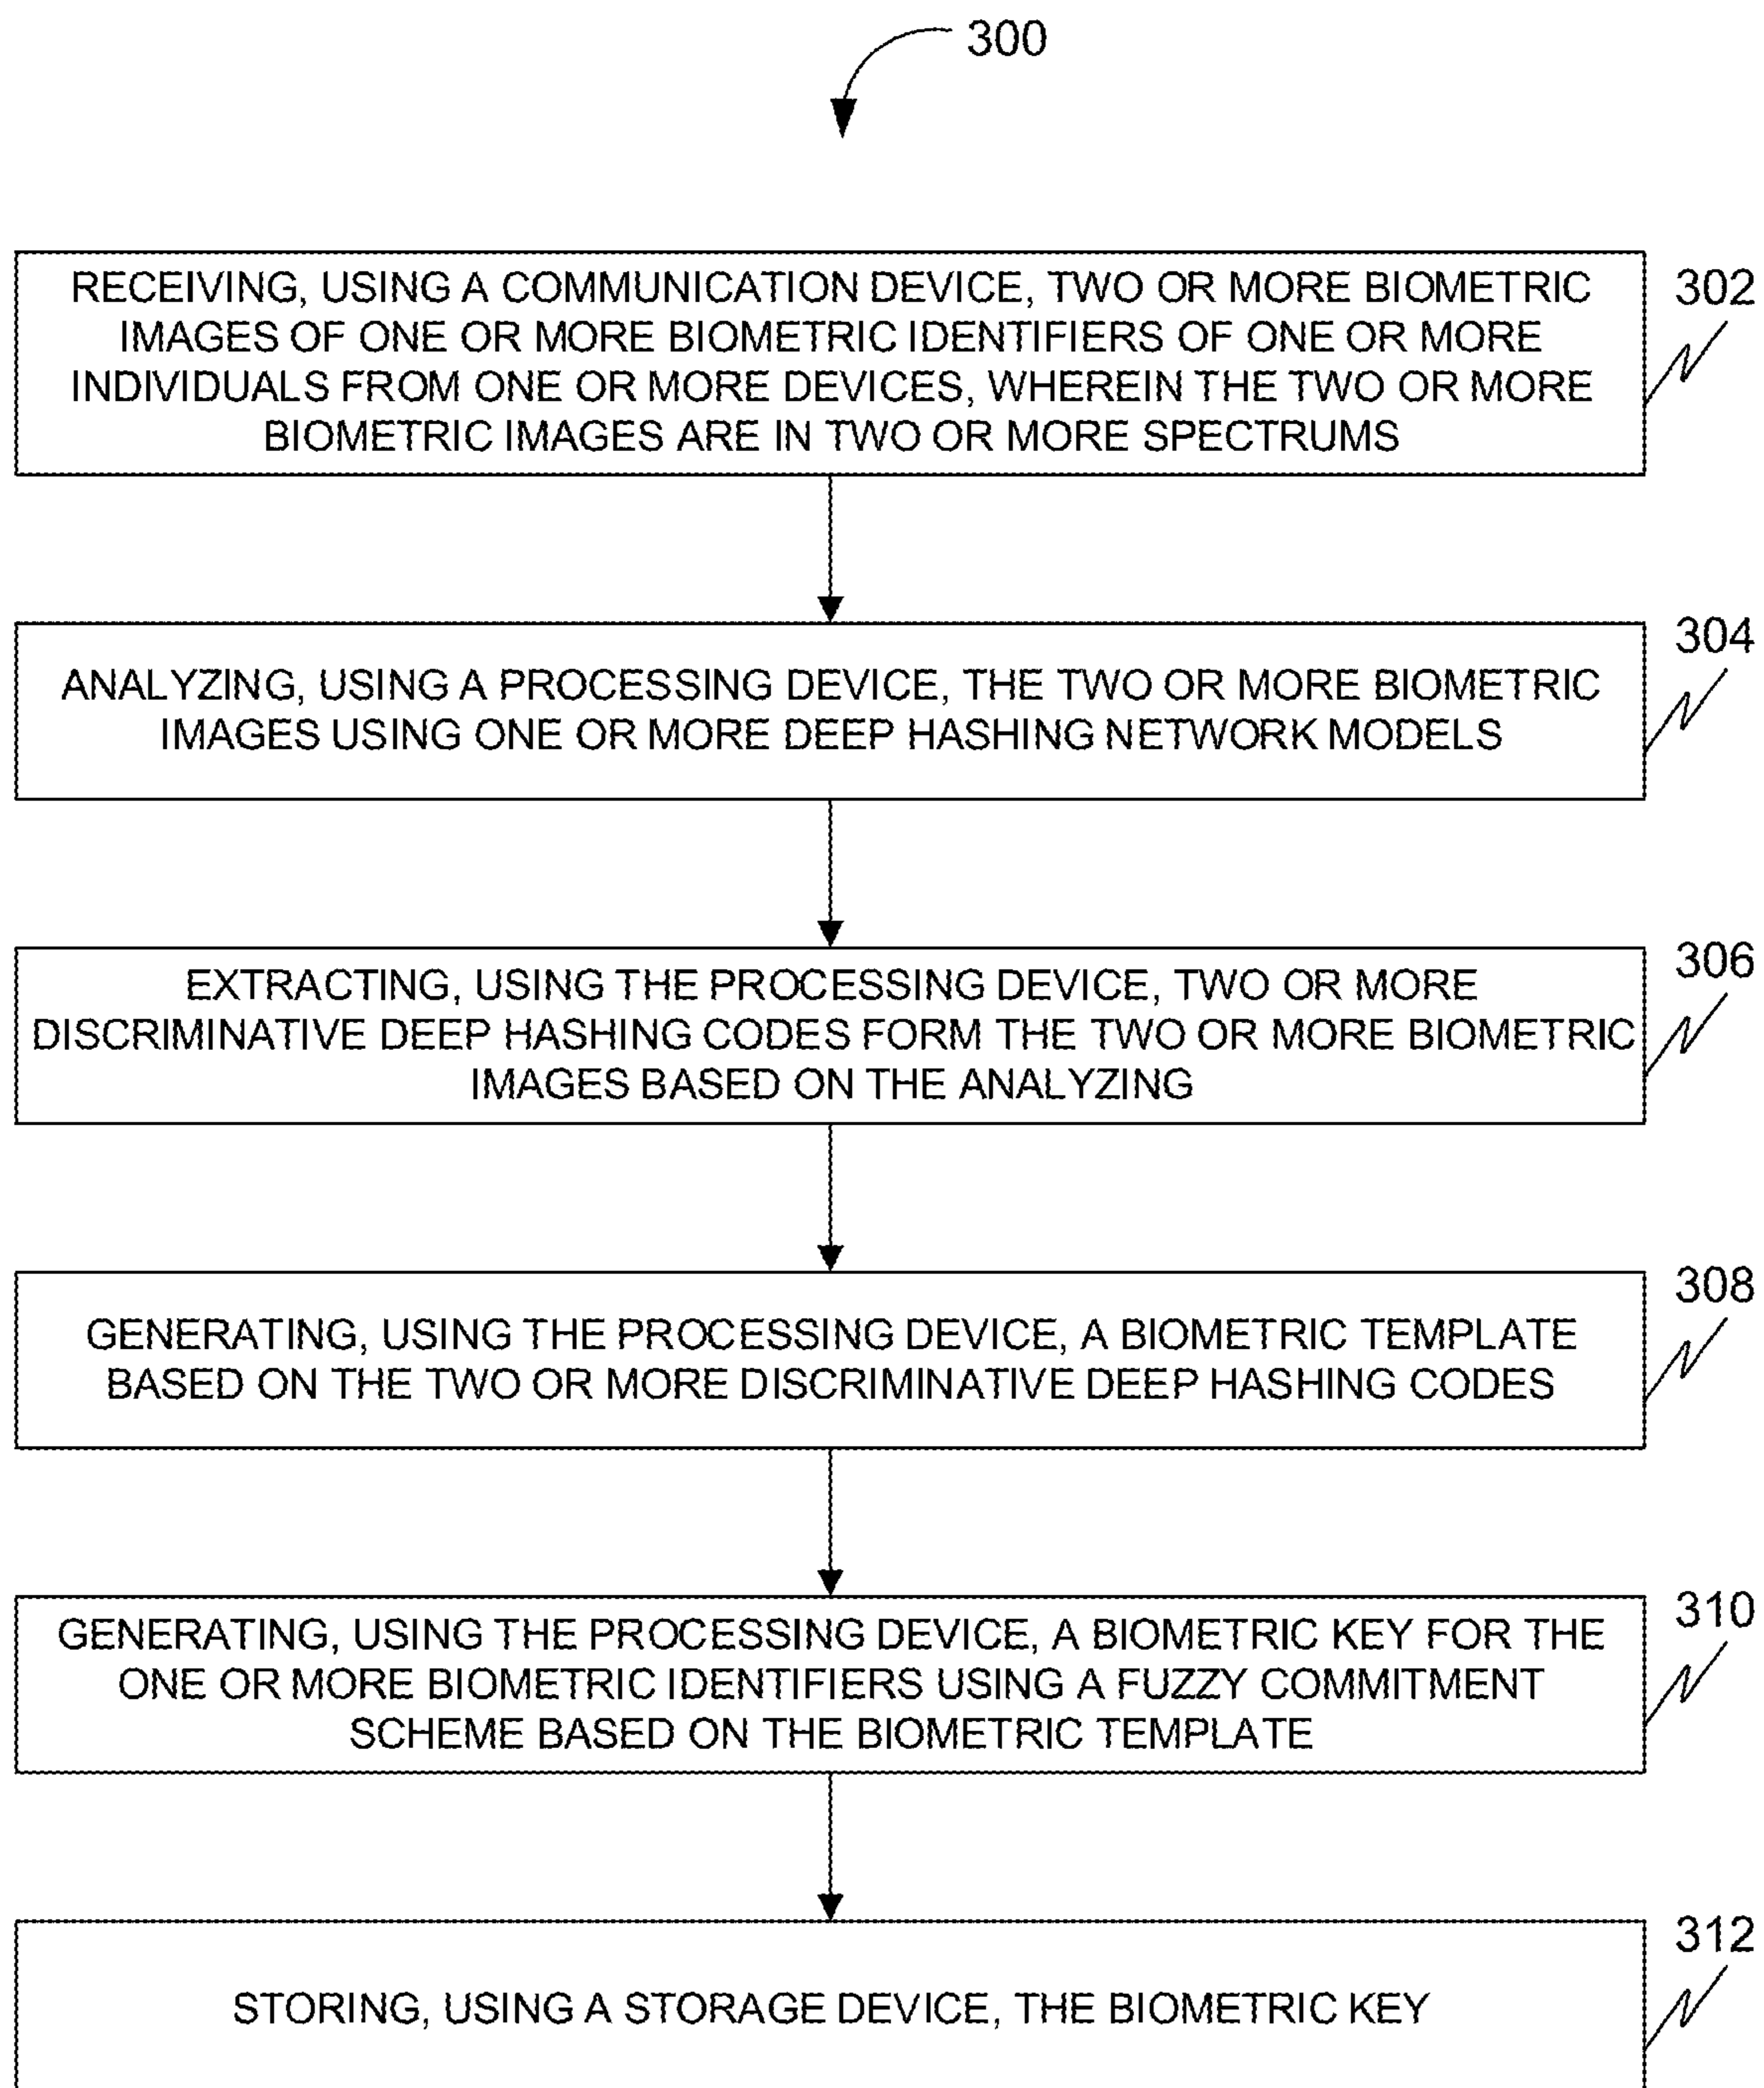 300
RECEIVING, USING A COMMUNICATION DEVICE, TWO OR MORE BIOMETRIC
IMAGES OF ONE OR MORE BIOMETRIC IDENTIFIERS OF ONE OR MORE
INDIVIDUALS FROM ONE OR MORE DEVICES, WHEREIN THE TWO OR MORE
BIOMETRIC IMAGES ARE IN TWO OR MORE SPECTRUMS
302
ANALYZING, USING A PROCESSING DEVICE, THE TWO OR MORE BIOMETRIC
IMAGES USING ONE OR MORE DEEP HASHING NETWORK MODELS
304
EXTRACTING, USING THE PROCESSING DEVICE, TWO OR MORE
DISCRIMINATIVE DEEP HASHING CODES FORM THE TWO OR MORE BIOMETRIC
IMAGES BASED ON THE ANALYZING
306
GENERATING, USING THE PROCESSING DEVICE, A BIOMETRIC TEMPLATE
BASED ON THE TWO OR MORE DISCRIMINATIVE DEEP HASHING CODES
308
GENERATING, USING THE PROCESSING DEVICE, A BIOMETRIC KEY FOR THE
ONE OR MORE BIOMETRIC IDENTIFIERS USING A FUZZY COMMITMENT
SCHEME BASED ON THE BIOMETRIC TEMPLATE
310
STORING, USING A STORAGE DEVICE, THE BIOMETRIC KEY
312